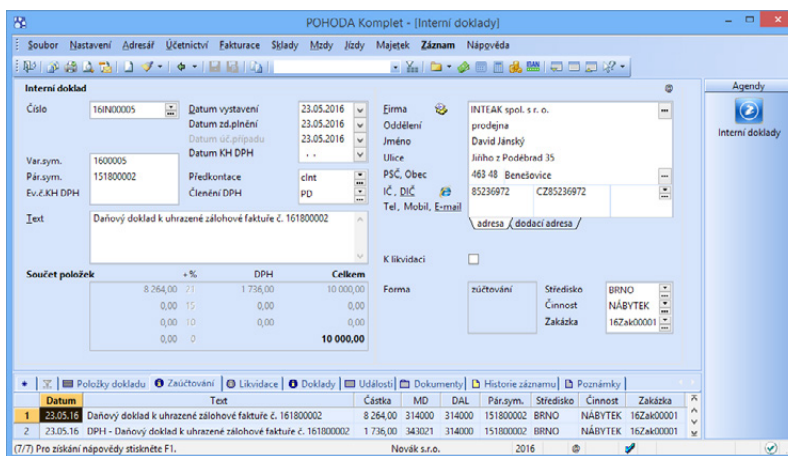 POHODA Komplet - [Interní doklady]
Soubor Nastavení Adresář Účetnictví Fakturace Sklady Mzdy Jízdy Majetek Záznam Nápověda
Interní doklad
Číslo 16IN00005
Datum vystavení 23.05.2016
Datum zd.plnění 23.05.2016
Datum úč.případu 23.05.2016
Datum KH DPH . .
Var.sym. 1600005
Pár.sym. 151800002
Ev.č.KH DPH
Předkontace cInt
Členění DPH PD
Text Daňový doklad k uhrazené zálohové faktuře č. 161800002
Firma INTEAK spol. s r. o.
Oddělení prodejna
Jméno David Jánský
Ulice Jiřího z Poděbrad 35
PSČ, Obec 463 48 Benešovice
IČ, DIČ 85236972 CZ85236972
Tel, Mobil, E-mail
adresa dodací adresa
K likvidaci
Součet položek +% DPH Celkem
8 264,00 21 1 736,00 10 000,00
0,00 15 0,00 0,00
0,00 10 0,00 0,00
0,00 0 10 000,00
Forma zúčtování
Středisko BRNO
Činnost NÁBYTEK
Zakázka 16Zak00001
Agendy
Interní doklady
Položky dokladu Zaúčtování Likvidace Doklady Události Dokumenty Historie záznamu Poznámky
Datum Text Částka MD DAL Pár.sym. Středisko Činnost Zakázka
1 23.05.16 Daňový doklad k uhrazené zálohové faktuře č. 161800002 8 264,00 314000 314000 151800002 BRNO NÁBYTEK 16Zak00001
2 23.05.16 DPH - Daňový doklad k uhrazené zálohové faktuře č. 161800002 1 736,00 343021 314000 151800002 BRNO NÁBYTEK 16Zak00001
(7/7) Pro získání nápovědy stiskněte F1. Novák s.r.o. 2016 @